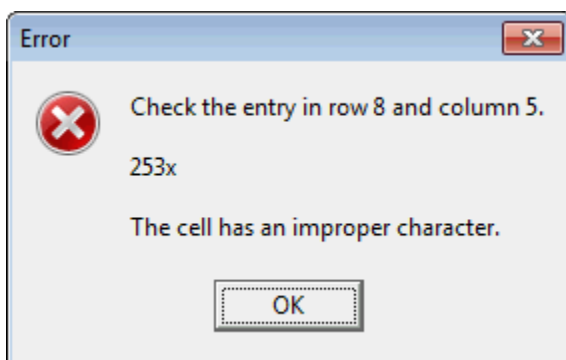 Error
Check the entry in row 8 and column 5.
253x
The cell has an improper character.
OK